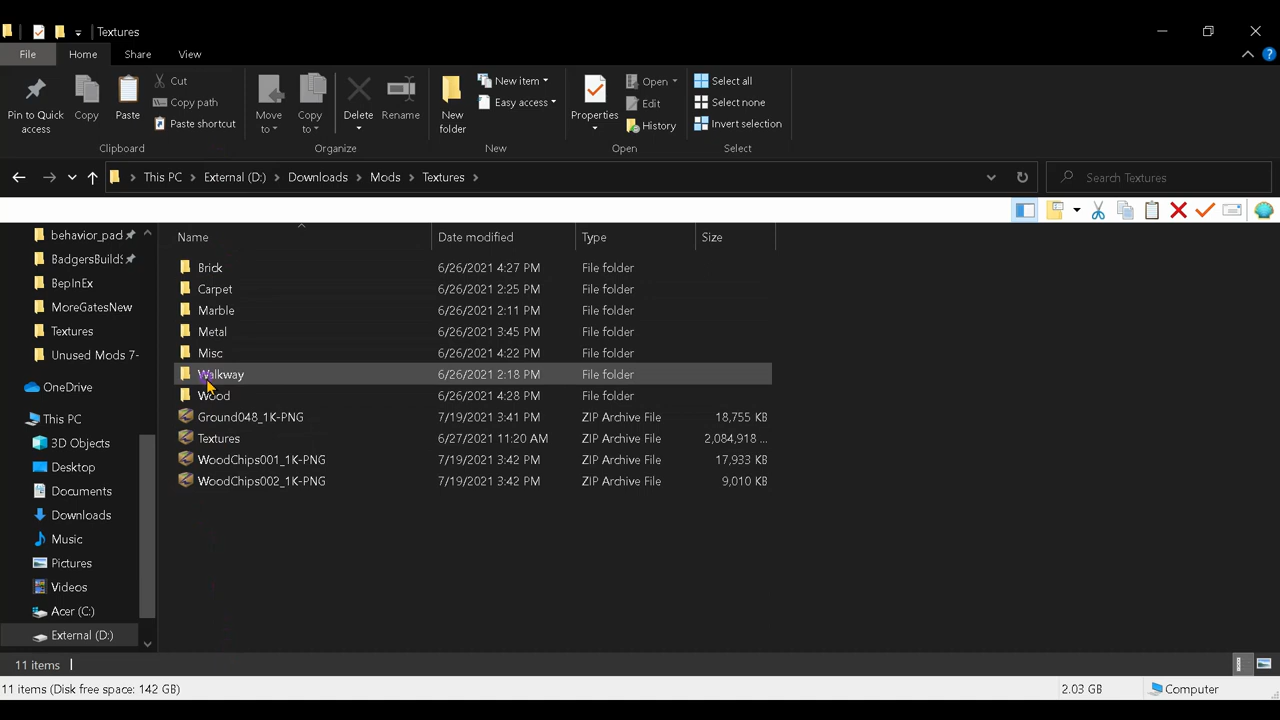 Textures
File Home Share View
Pin to Quick access
Copy
Paste
Cut
Copy path
Paste shortcut
Clipboard
Move to
Copy to
Delete
Rename
Organize
New folder
New item
Easy access
New
Properties
Open
Edit
History
Open
Select all
Select none
Invert selection
Select
This PC > External (D:) > Downloads > Mods > Textures >
Search Textures
behavior_pad
BadgersBuildS
BepInEx
MoreGatesNew
Textures
Unused Mods 7-
OneDrive
This PC
3D Objects
Desktop
Documents
Downloads
Music
Pictures
Videos
Acer (C:)
External (D:)
Name Date modified Type Size
Brick 6/26/2021 4:27 PM File folder
Carpet 6/26/2021 2:25 PM File folder
Marble 6/26/2021 2:11 PM File folder
Metal 6/26/2021 3:45 PM File folder
Misc 6/26/2021 4:22 PM File folder
Walkway 6/26/2021 2:18 PM File folder
Wood 6/26/2021 4:28 PM File folder
Ground048_1K-PNG 7/19/2021 3:41 PM ZIP Archive File 18,755 KB
Textures 6/27/2021 11:20 AM ZIP Archive File 2,084,918 ...
WoodChips001_1K-PNG 7/19/2021 3:42 PM ZIP Archive File 17,933 KB
WoodChips002_1K-PNG 7/19/2021 3:42 PM ZIP Archive File 9,010 KB
11 items
11 items (Disk free space: 142 GB) 2.03 GB Computer